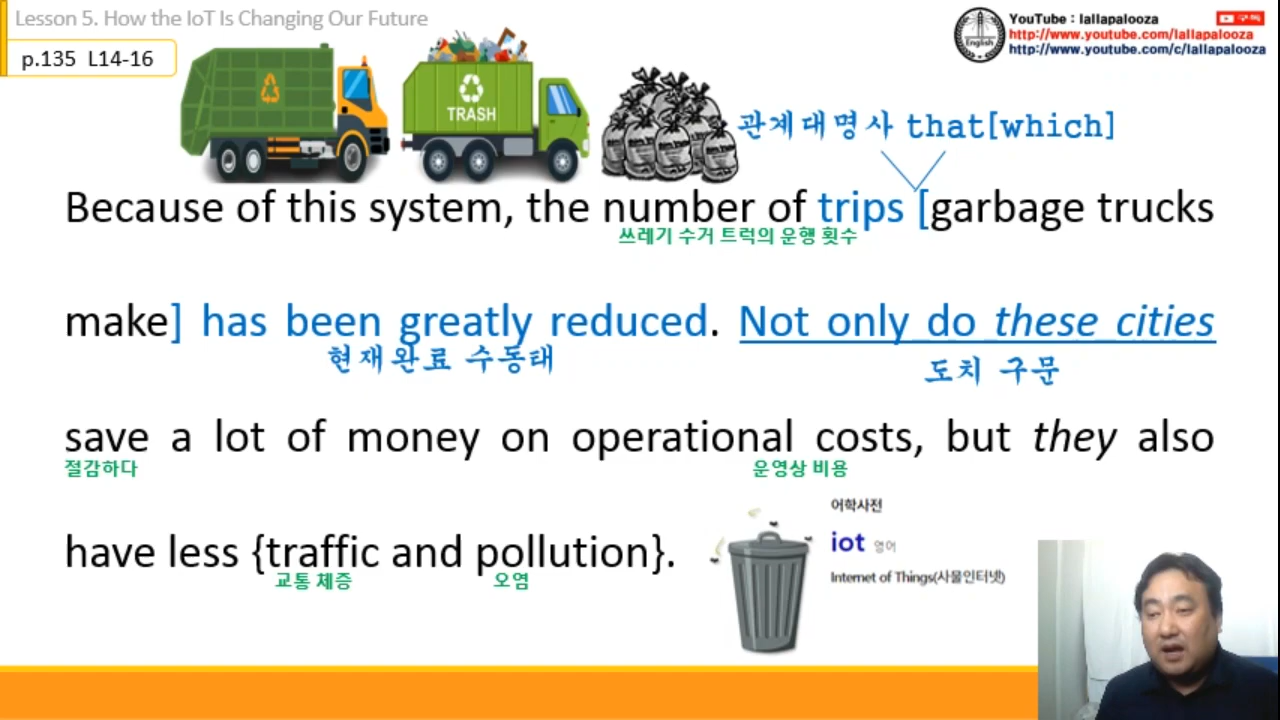 Lesson 5. How the IoT Is Changing Our Future
p.135 L14-16
English
YouTube : lallapalooza
구독
http://www.youtube.com/lallapalooza
http://www.youtube.com/c/lallapalooza
TRASH
관계대명사 that[which]
Because of this system, the number of trips [garbage trucks
쓰레기 수거 트럭의 운행 횟수
make] has been greatly reduced. Not only do these cities
현재완료 수동태
도치 구문
save a lot of money on operational costs, but they also
절감하다
운영상 비용
have less {traffic and pollution}.
교통 체증
오염
어학사전
iot 영어
Internet of Things(사물인터넷)